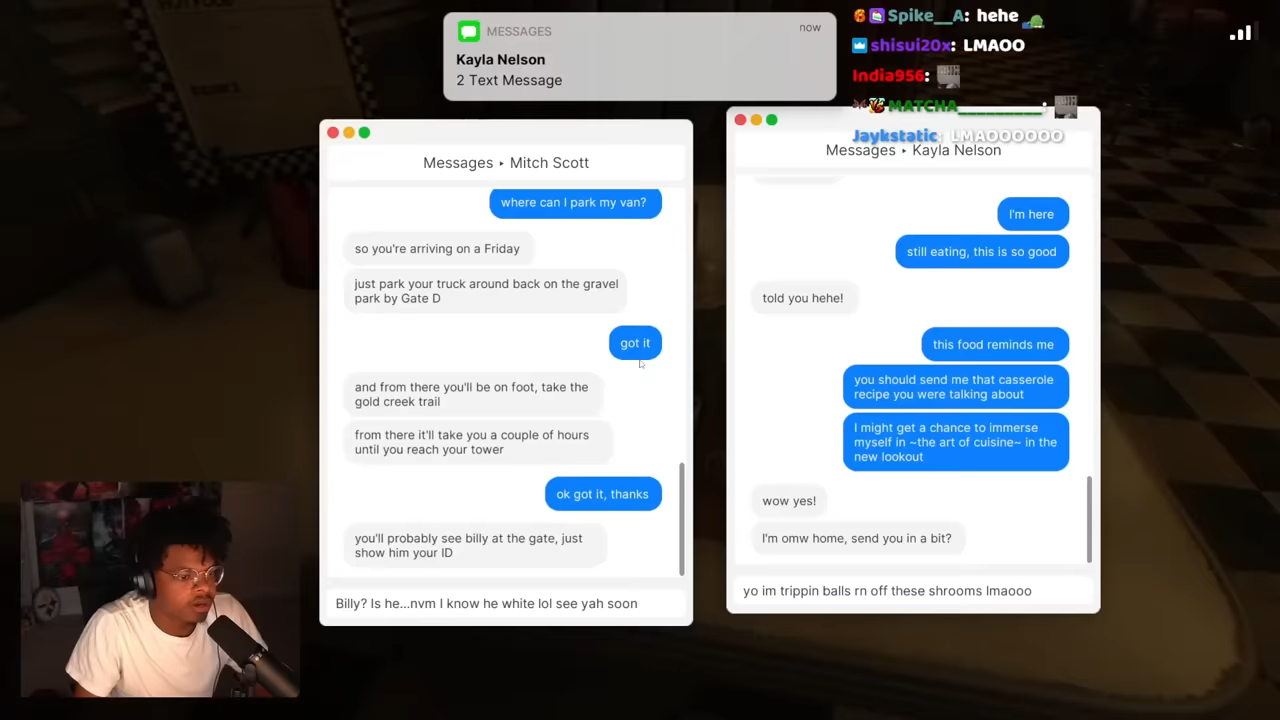 MESSAGES
now
Kayla Nelson
2 Text Message
Spike__A: hehe
shisui20x: LMAOO
India956:
MATCHA__________:
Jaykstatic: LMAOOOOOO
Messages ‣ Mitch Scott
where can I park my van?
so you're arriving on a Friday
just park your truck around back on the gravel
park by Gate D
got it
and from there you'll be on foot, take the
gold creek trail
from there it'll take you a couple of hours
until you reach your tower
ok got it, thanks
you'll probably see billy at the gate, just
show him your ID
Billy? Is he...nvm I know he white lol see yah soon
Messages ‣ Kayla Nelson
I'm here
still eating, this is so good
told you hehe!
this food reminds me
you should send me that casserole
recipe you were talking about
I might get a chance to immerse
myself in ~the art of cuisine~ in the
new lookout
wow yes!
I'm omw home, send you in a bit?
yo im trippin balls rn off these shrooms lmaooo